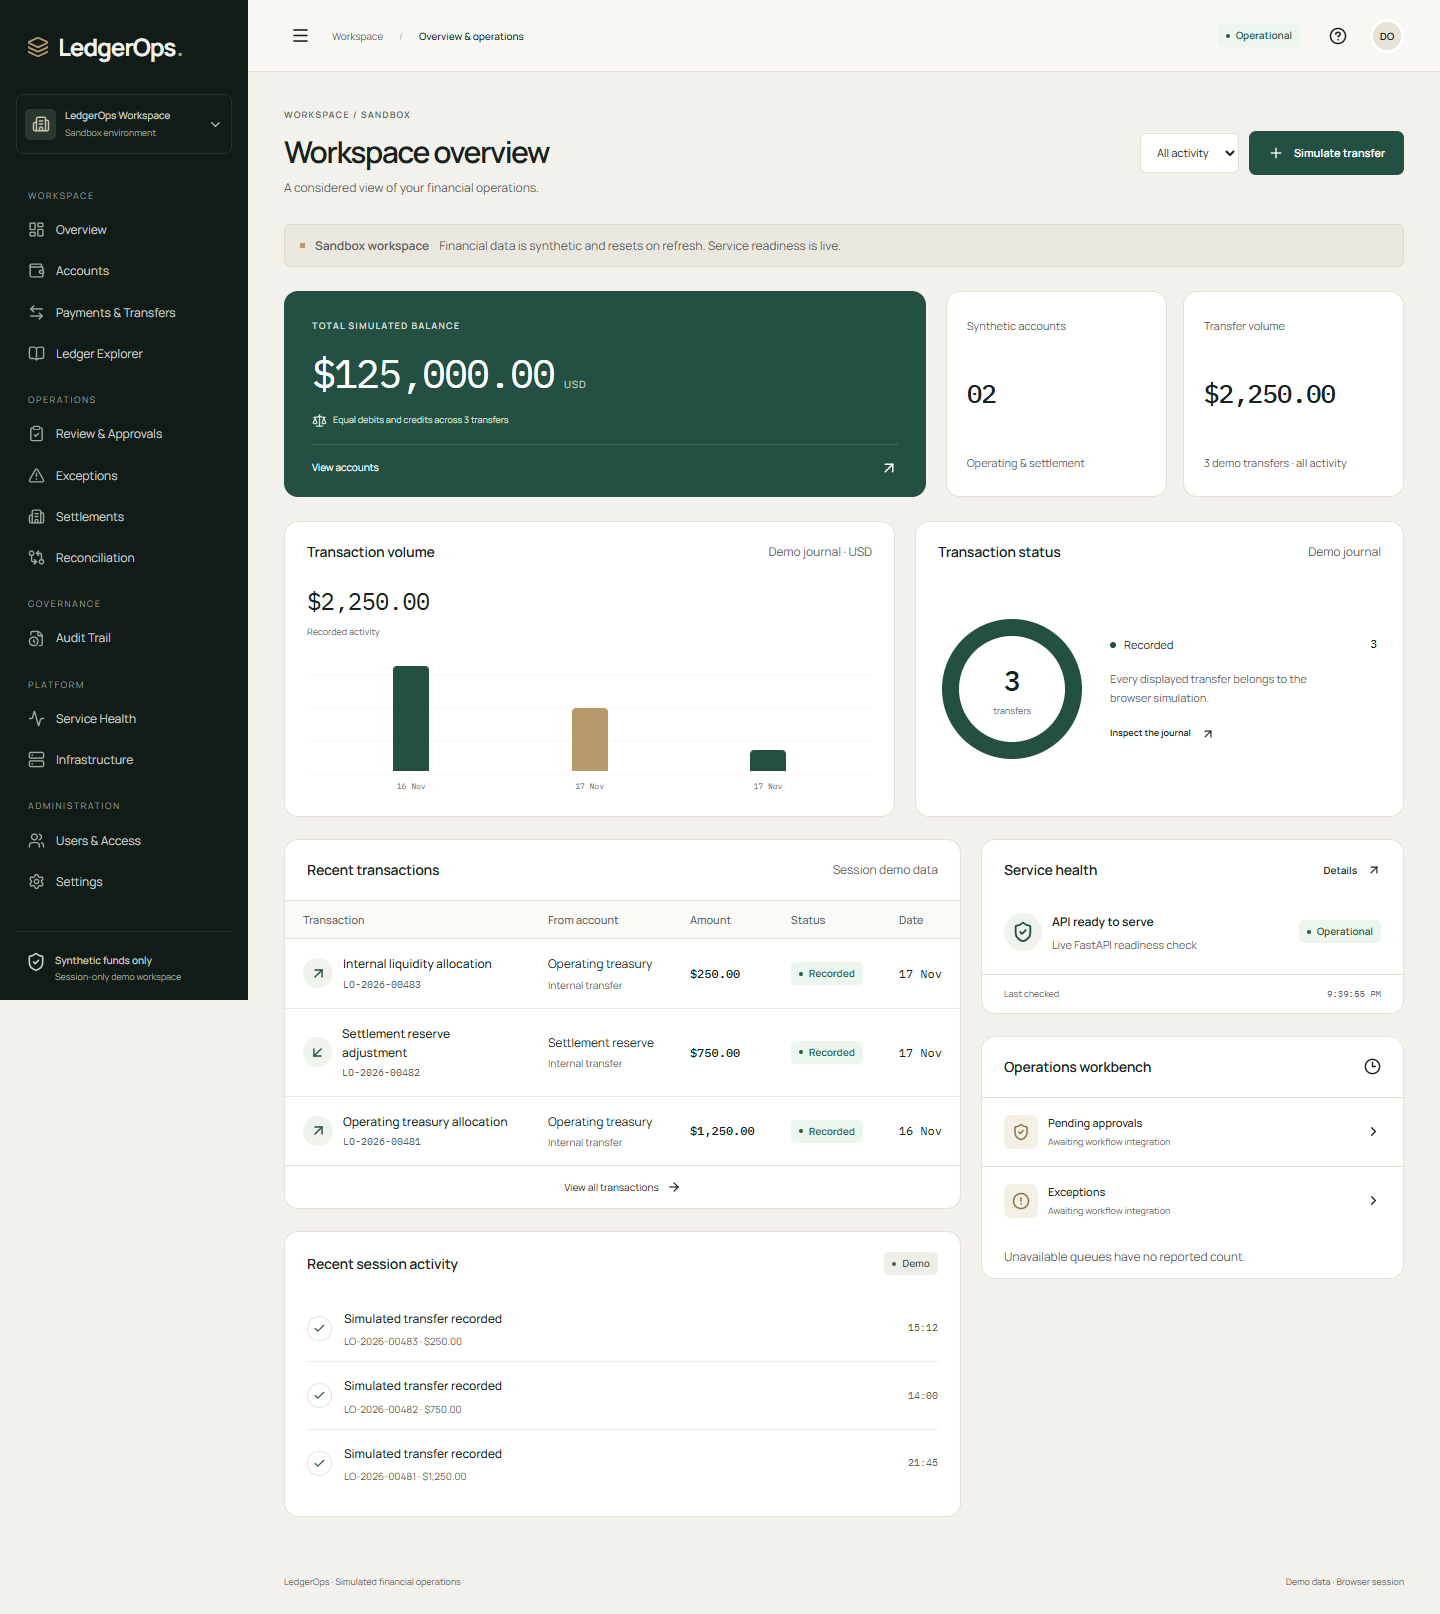 LedgerOps.
LedgerOps Workspace
Sandbox environment
WORKSPACE
Overview
Accounts
Payments & Transfers
Ledger Explorer
OPERATIONS
Review & Approvals
Exceptions
Settlements
Reconciliation
GOVERNANCE
Audit Trail
PLATFORM
Service Health
Infrastructure
ADMINISTRATION
Users & Access
Settings
Synthetic funds only
Session-only demo workspace
Workspace / Overview & operations
Operational
DO
WORKSPACE / SANDBOX
Workspace overview
A considered view of your financial operations.
All activity
Simulate transfer
Sandbox workspace Financial data is synthetic and resets on refresh. Service readiness is live.
TOTAL SIMULATED BALANCE
$125,000.00 USD
Equal debits and credits across 3 transfers
View accounts
Synthetic accounts
02
Operating & settlement
Transfer volume
$2,250.00
3 demo transfers · all activity
Transaction volume
Demo journal · USD
$2,250.00
Recorded activity
16 Nov 17 Nov 17 Nov
Transaction status
Demo journal
3
transfers
Recorded 3
Every displayed transfer belongs to the
browser simulation.
Inspect the journal
Recent transactions
Session demo data
Transaction From account Amount Status Date
Internal liquidity allocation
LO-2026-00483
Operating treasury
Internal transfer
$250.00
Recorded
17 Nov
Settlement reserve
adjustment
LO-2026-00482
Settlement reserve
Internal transfer
$750.00
Recorded
17 Nov
Operating treasury allocation
LO-2026-00481
Operating treasury
Internal transfer
$1,250.00
Recorded
16 Nov
View all transactions
Service health
Details
API ready to serve
Live FastAPI readiness check
Operational
Last checked 9:39:55 PM
Operations workbench
Pending approvals
Awaiting workflow integration
Exceptions
Awaiting workflow integration
Unavailable queues have no reported count.
Recent session activity
Demo
Simulated transfer recorded
LO-2026-00483 · $250.00
15:12
Simulated transfer recorded
LO-2026-00482 · $750.00
14:00
Simulated transfer recorded
LO-2026-00481 · $1,250.00
21:45
LedgerOps · Simulated financial operations
Demo data · Browser session